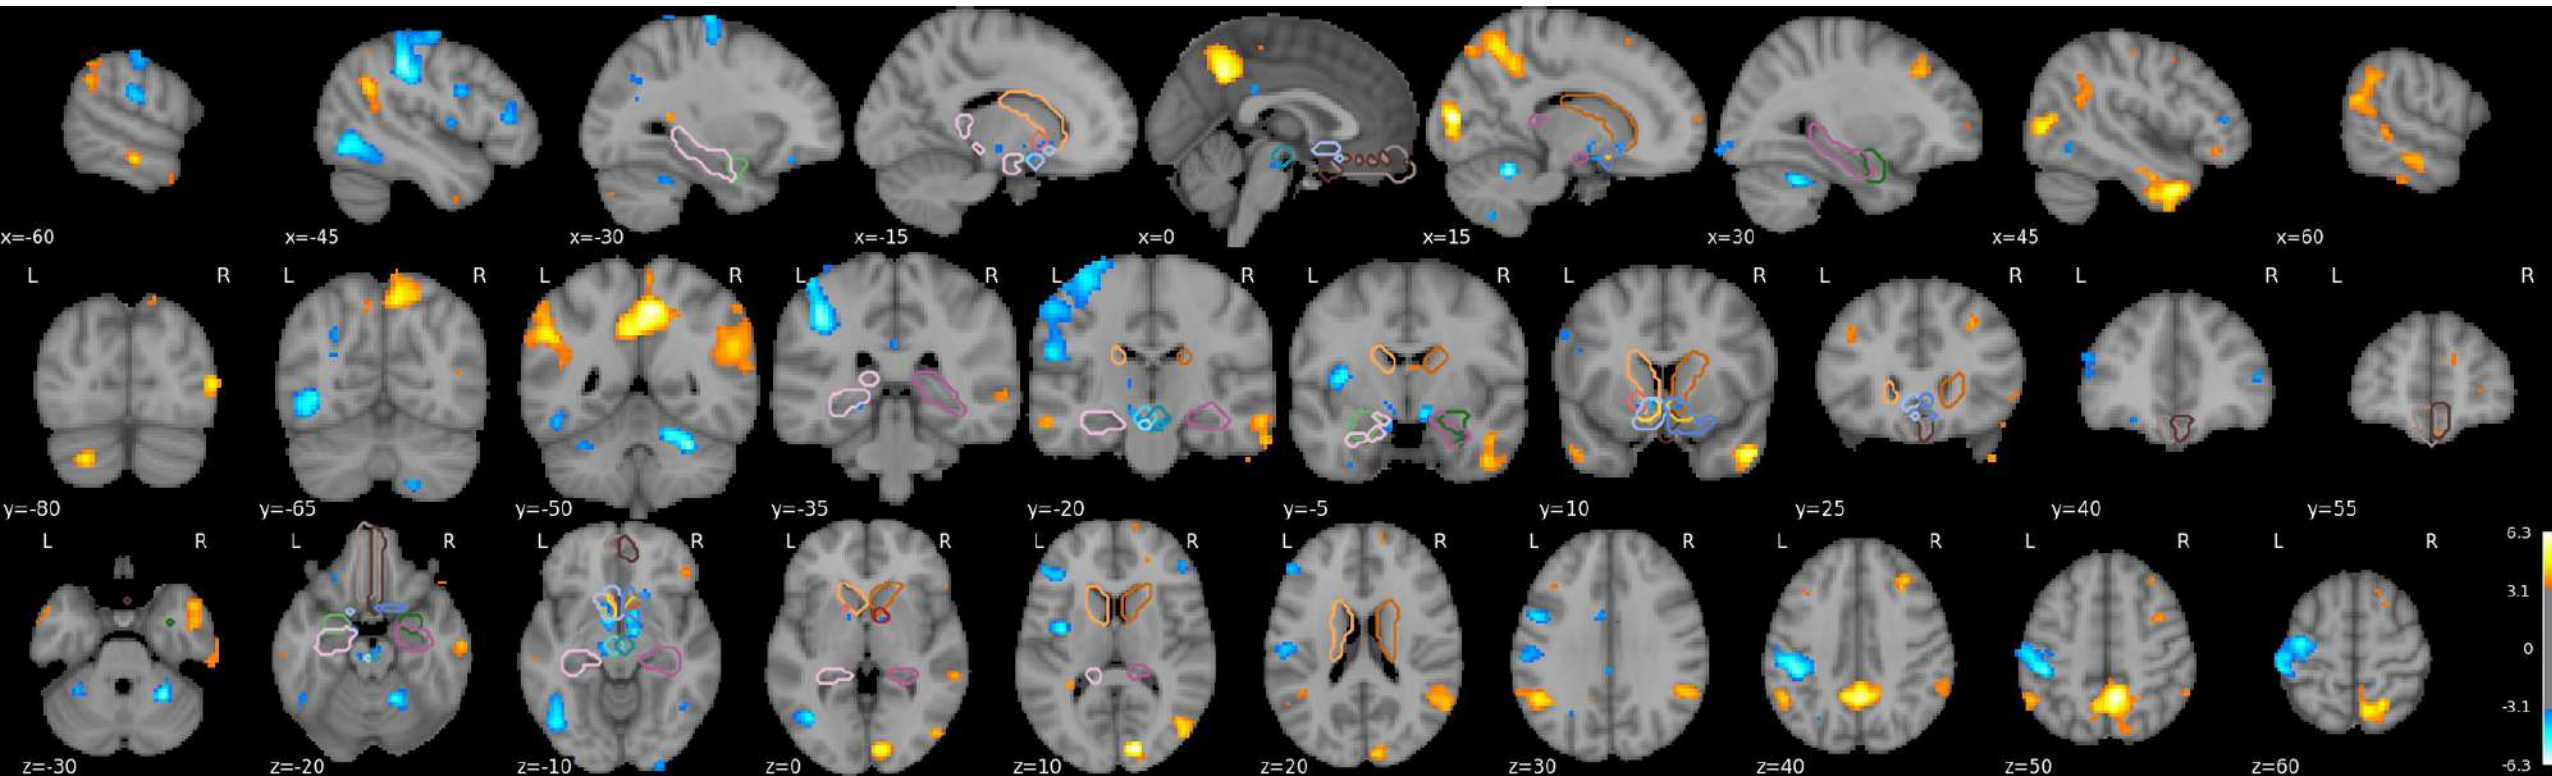 x=-60 x=-45 x=-30 x=-15 x=0 x=15 x=30 x=45 x=60
L R L R L R L R L R L R L R L R L R L R
y=-80 y=-65 y=-50 y=-35 y=-20 y=-5 y=10 y=25 y=40 y=55
L R L R L R L R L R L R L R L R L R L R
6.3
3.1
0
-3.1
-6.3
z=-30 z=-20 z=-10 z=0 z=10 z=20 z=30 z=40 z=50 z=60